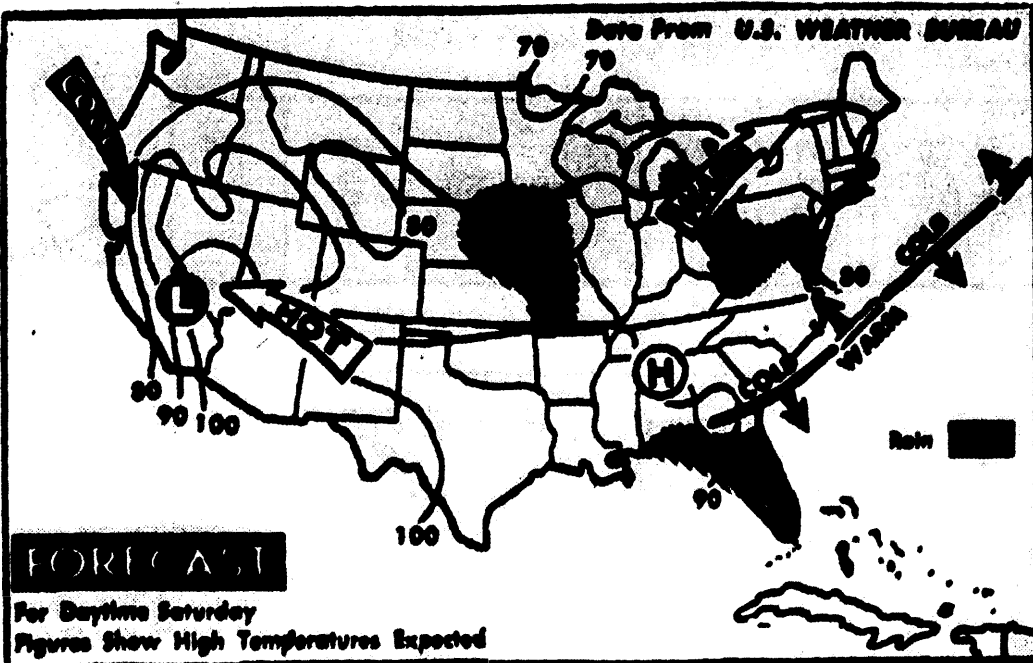 Data From U.S. WEATHER BUREAU
70
70
COLD
80
L
HOT
COLD
80
WARM
H
COLD
80
90
100
Rain
90
100
FORECAST
For Daytime Saturday
Figures Show High Temperatures Expected